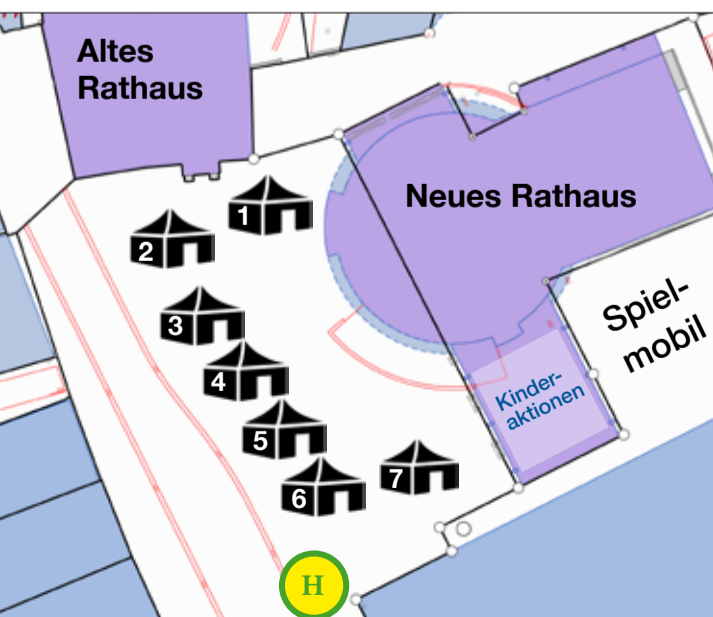 Altes
Rathaus
Neues Rathaus
1
2
3
4
5
6
7
Spiel-
mobil
Kinder-
aktionen
H